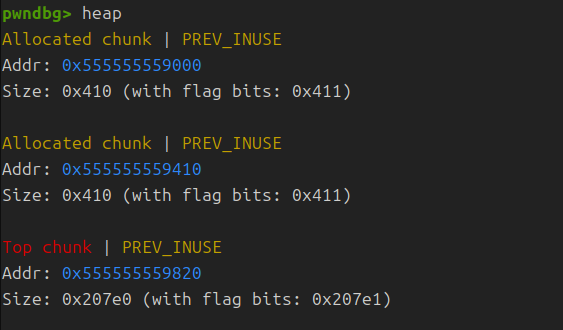 pwndbg> heap
Allocated chunk | PREV_INUSE
Addr: 0x555555559000
Size: 0x410 (with flag bits: 0x411)
Allocated chunk | PREV_INUSE
Addr: 0x555555559410
Size: 0x410 (with flag bits: 0x411)
Top chunk | PREV_INUSE
Addr: 0x555555559820
Size: 0x207e0 (with flag bits: 0x207e1)